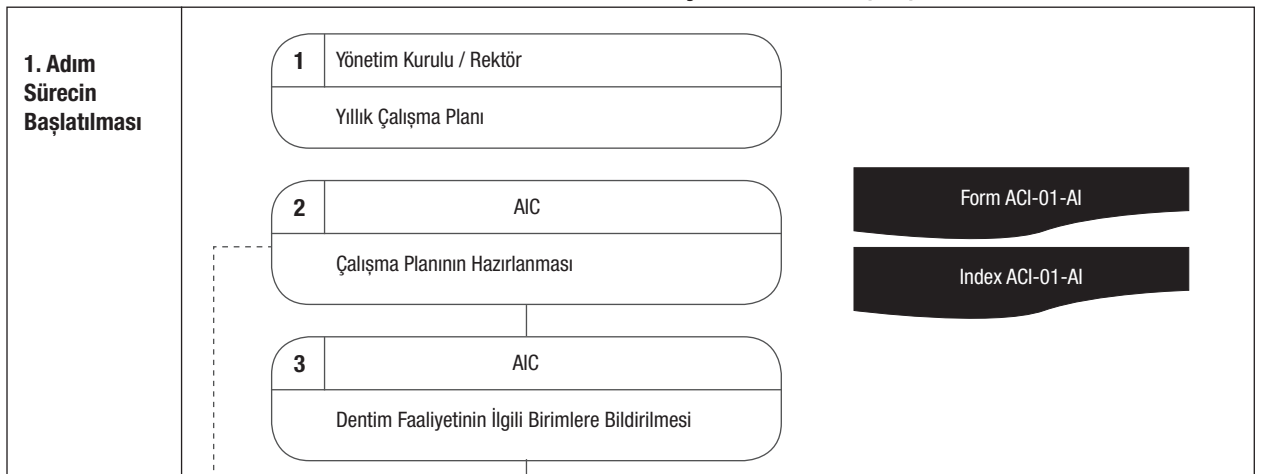 1. Adım
Sürecin
Başlatılması
1 Yönetim Kurulu / Rektör
Yıllık Çalışma Planı
2 AIC
Çalışma Planının Hazırlanması
Form ACI-01-AI
Index ACI-01-AI
3 AIC
Dentim Faaliyetinin İlgili Birimlere Bildirilmesi